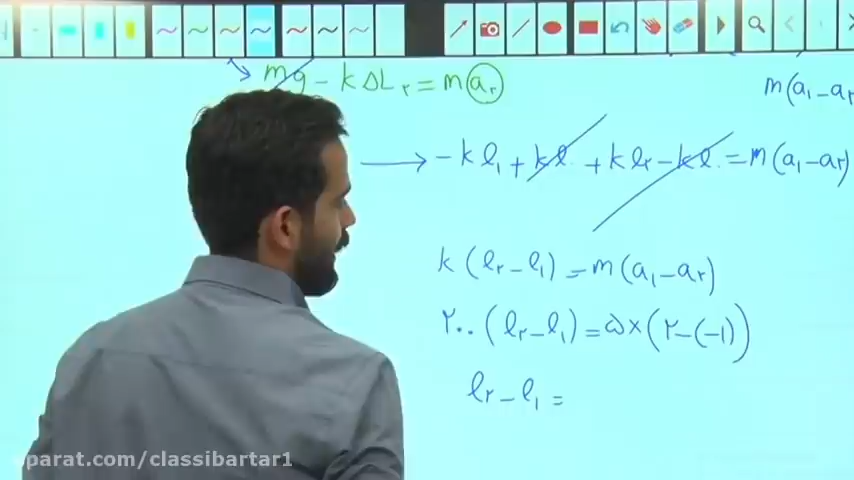 mg - kΔL۲ = m a۲
m(a۱-a۲
→ -kl۱ + kl. + kl۲ - kl. = m(a۱-a۲)
k (l۲-l۱) = m(a۱-a۲)
۲۰۰ (l۲-l۱) = ۵×(۲-(-۱))
l۲-l۱ =
parat.com/classibartar1